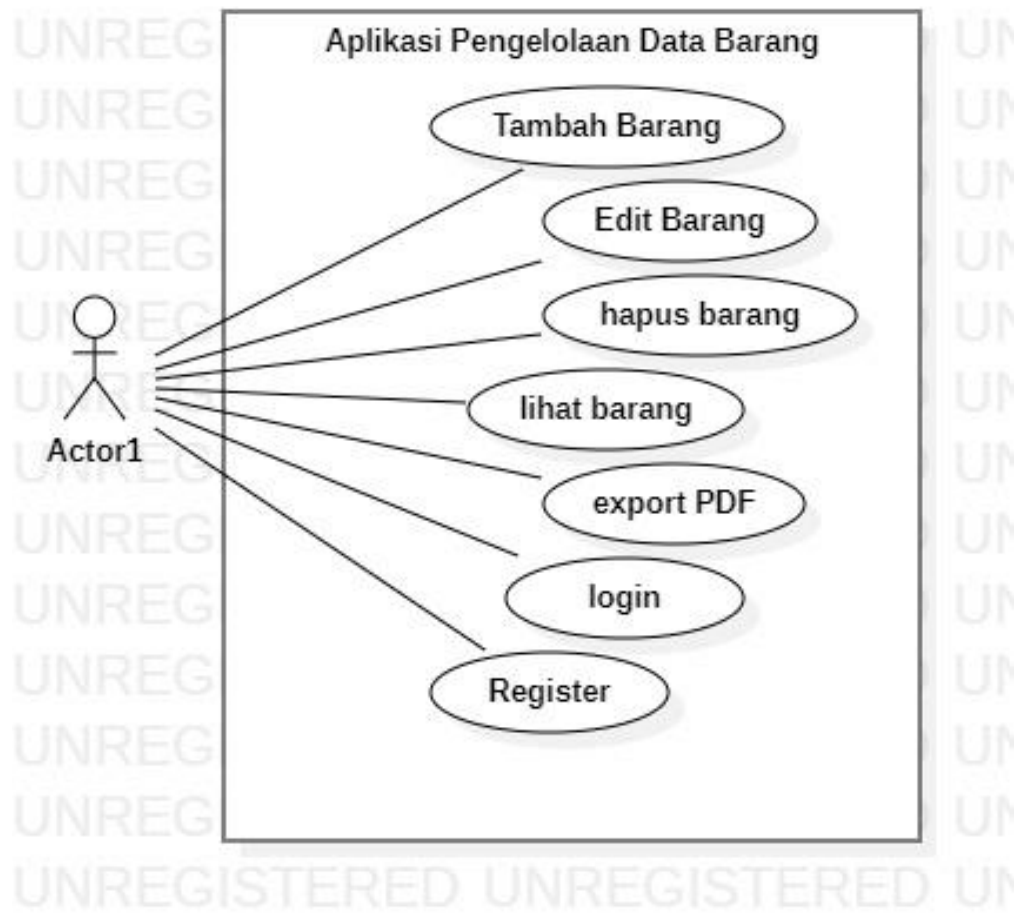 Aplikasi Pengelolaan Data Barang
Tambah Barang
Edit Barang
hapus barang
lihat barang
export PDF
login
Register
Actor1
UNREGISTERED UNREGISTERED UN